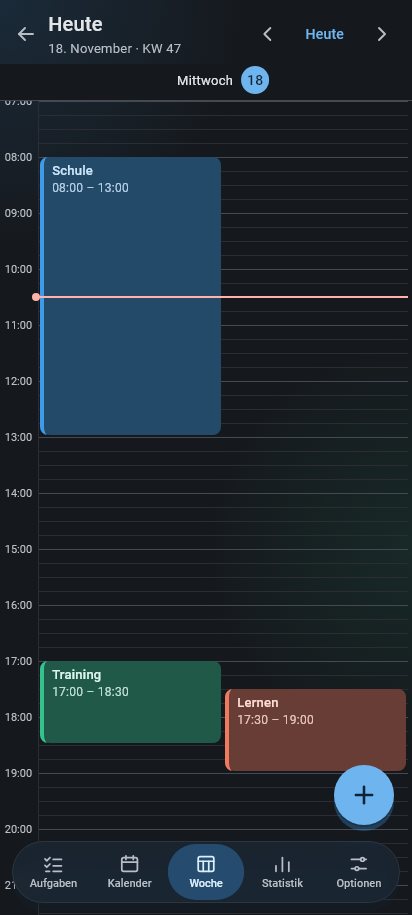 Heute
18. November · KW 47
Heute
Mittwoch 18
07:00
08:00
Schule
08:00 – 13:00
09:00
10:00
11:00
12:00
13:00
14:00
15:00
16:00
17:00
Training
17:00 – 18:30
Lernen
17:30 – 19:00
18:00
19:00
20:00
Aufgaben
Kalender
Woche
Statistik
Optionen